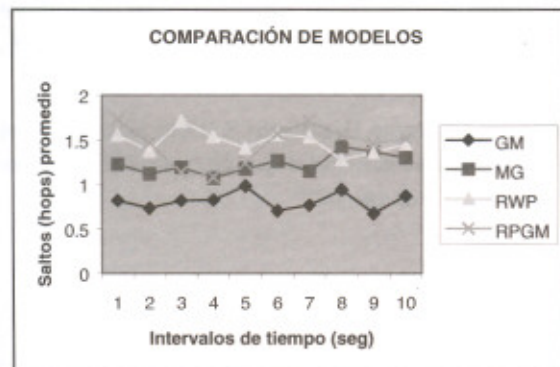 COMPARACIÓN DE MODELOS
Saltos (hops) promedio
2
1.5
1
0.5
0
1 2 3 4 5 6 7 8 9 10
Intervalos de tiempo (seg)
GM
MG
RWP
RPGM